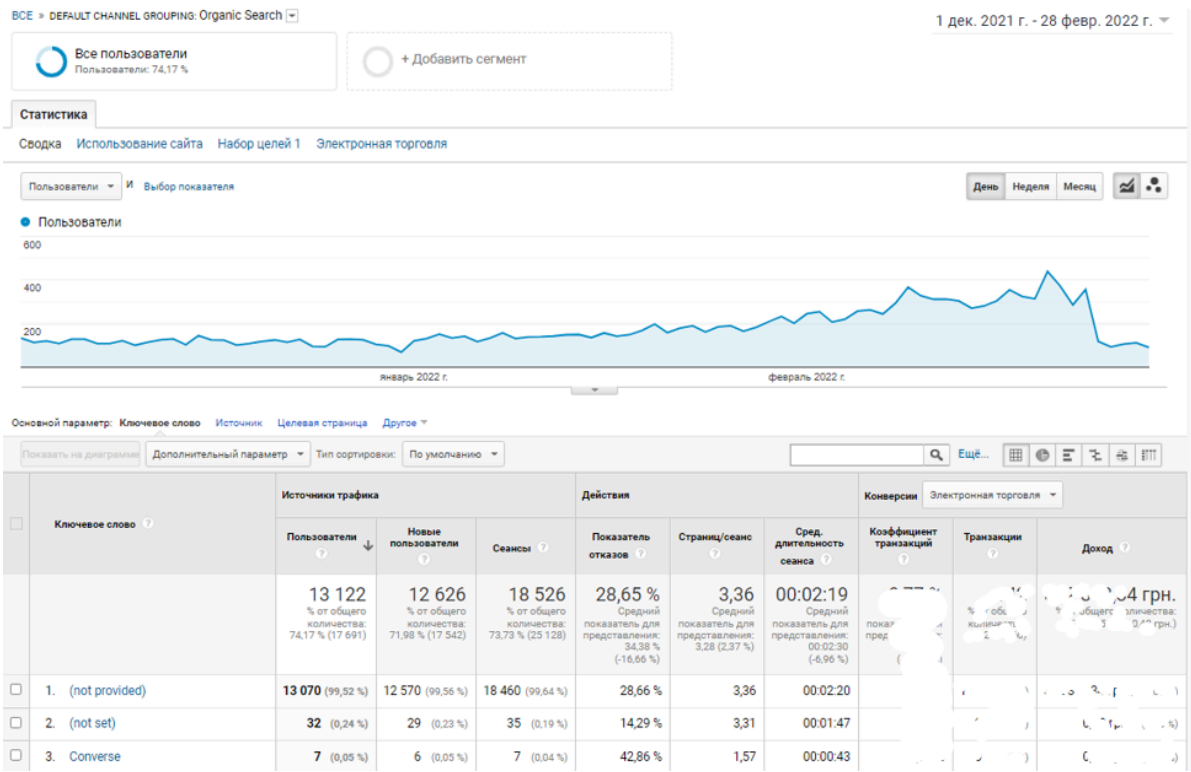 ВСЕ » DEFAULT CHANNEL GROUPING: Organic Search
1 дек. 2021 г. - 28 февр. 2022 г.
Все пользователи
Пользователи: 74,17 %
+ Добавить сегмент
Статистика
Сводка Использование сайта Набор целей 1 Электронная торговля
Пользователи И Выбор показателя
День Неделя Месяц
Пользователи
600
400
200
январь 2022 г. февраль 2022 г.
Основной параметр: Ключевое слово Источник Целевая страница Другое
Показать на диаграмме Дополнительный параметр Тип сортировки: По умолчанию Ещё...
Ключевое слово ?
Источники трафика
Действия
Конверсии Электронная торговля
Пользователи ?
Новые
пользователи ?
Сеансы ?
Показатель
отказов ?
Страниц/сеанс ?
Сред.
длительность
сеанса ?
Коэффициент
транзакций ?
Транзакции ?
Доход ?
13 122
% от общего
количества:
74,17 % (17 691)
12 626
% от общего
количества:
71,98 % (17 542)
18 526
% от общего
количества:
73,73 % (25 128)
28,65 %
Средний
показатель для
представления:
34,38 %
(-16,66 %)
3,36
Средний
показатель для
представления:
3,28 (2,37 %)
00:02:19
Средний
показатель для
представления:
00:02:30
(-6,96 %)
грн.
1. (not provided) 13 070 (99,52 %) 12 570 (99,56 %) 18 460 (99,64 %) 28,66 % 3,36 00:02:20
2. (not set) 32 (0,24 %) 29 (0,23 %) 35 (0,19 %) 14,29 % 3,31 00:01:47
3. Converse 7 (0,05 %) 6 (0,05 %) 7 (0,04 %) 42,86 % 1,57 00:00:43